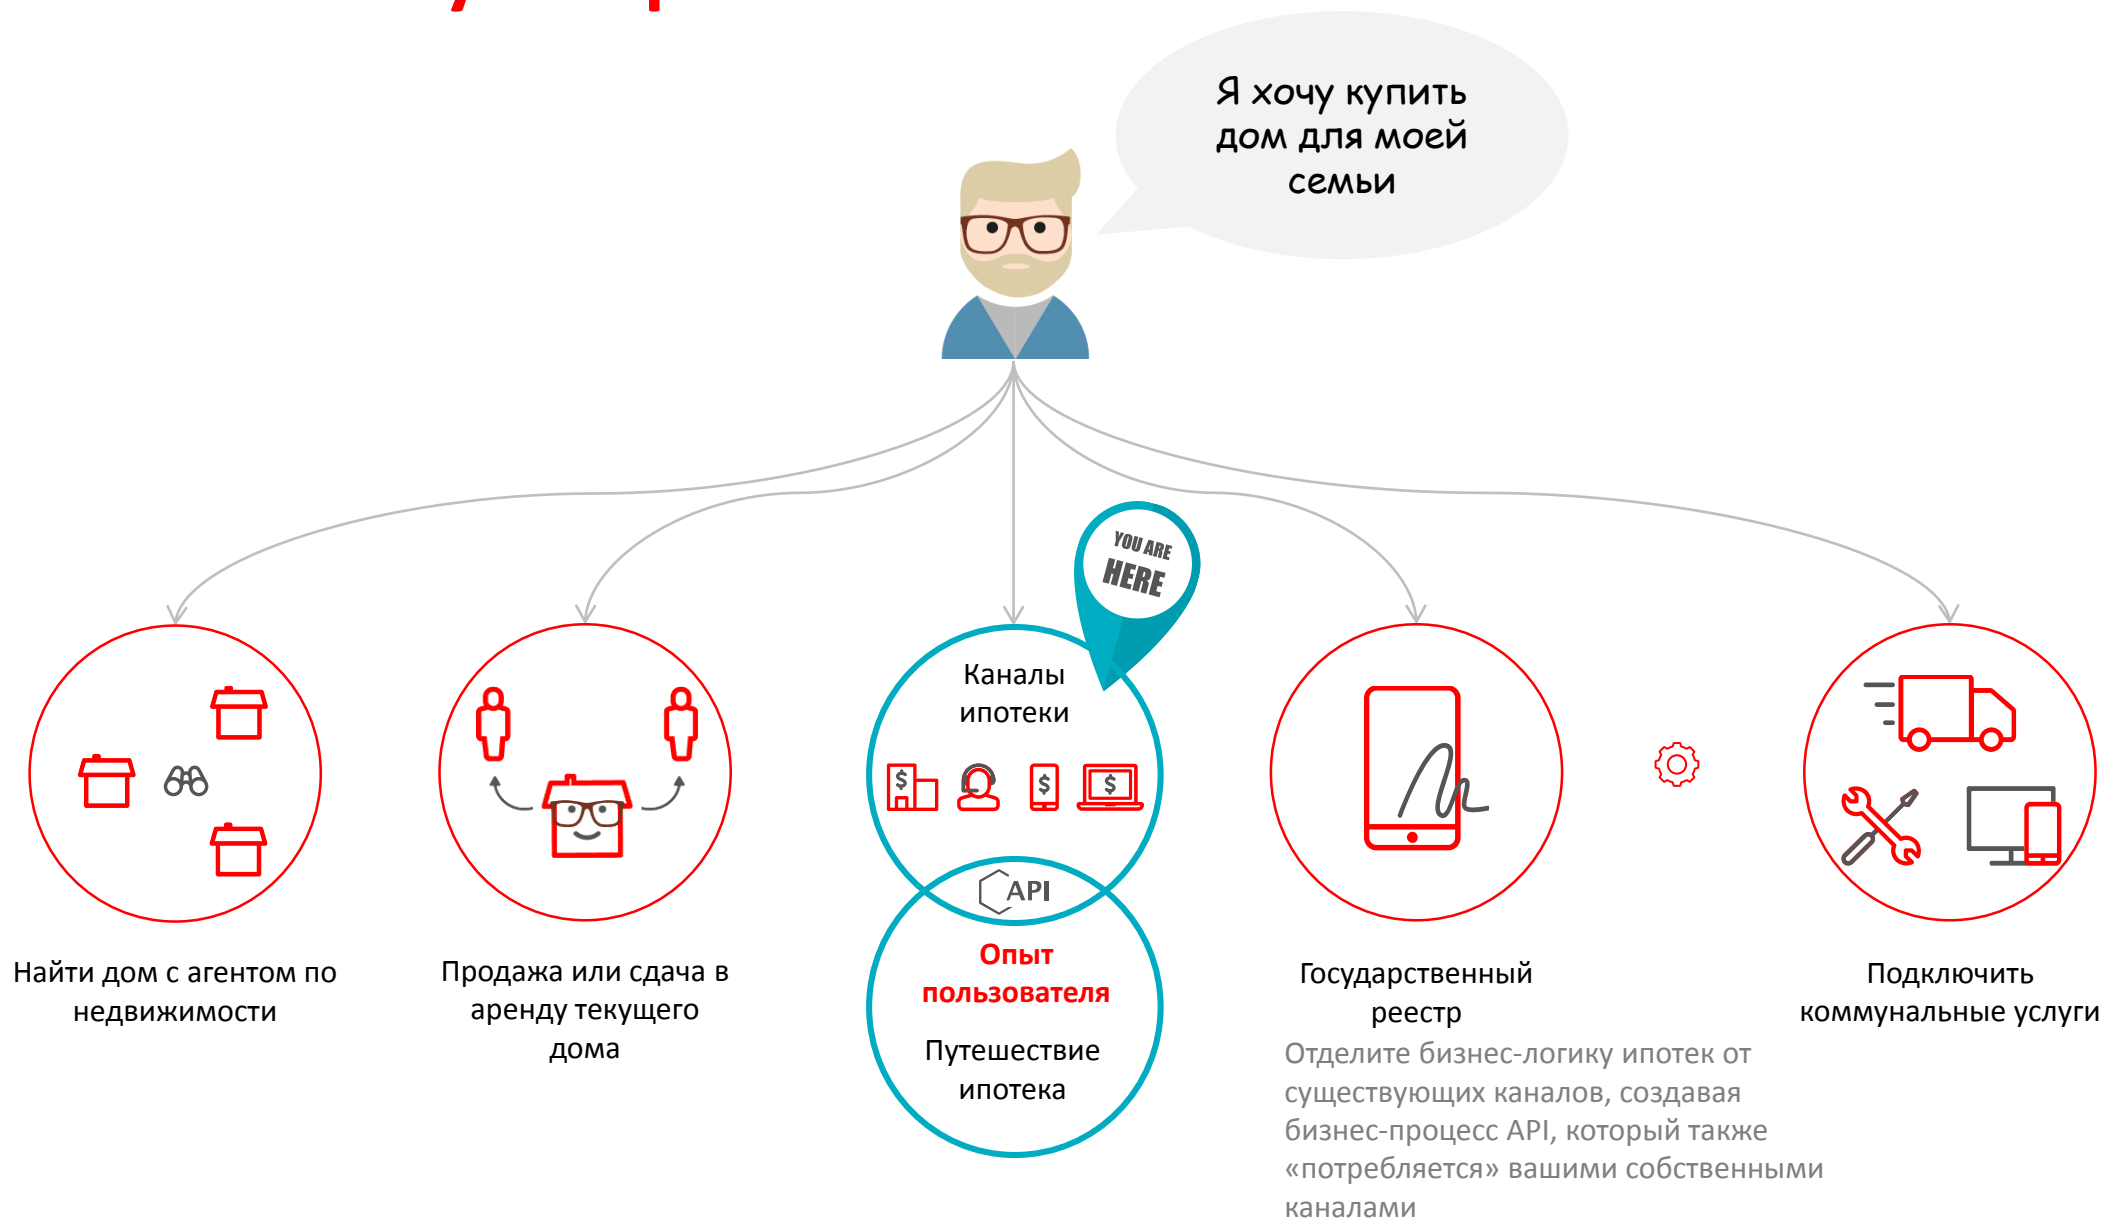 Я хочу купить
дом для моей
семьи
YOU ARE
HERE
Каналы
ипотеки
$
$
$
API
Опыт
пользователя
Путешествие
ипотека
Найти дом с агентом по
недвижимости
Продажа или сдача в
аренду текущего
дома
Государственный
реестр
Отделите бизнес-логику ипотек от
существующих каналов, создавая
бизнес-процесс API, который также
«потребляется» вашими собственными
каналами
Подключить
коммунальные услуги